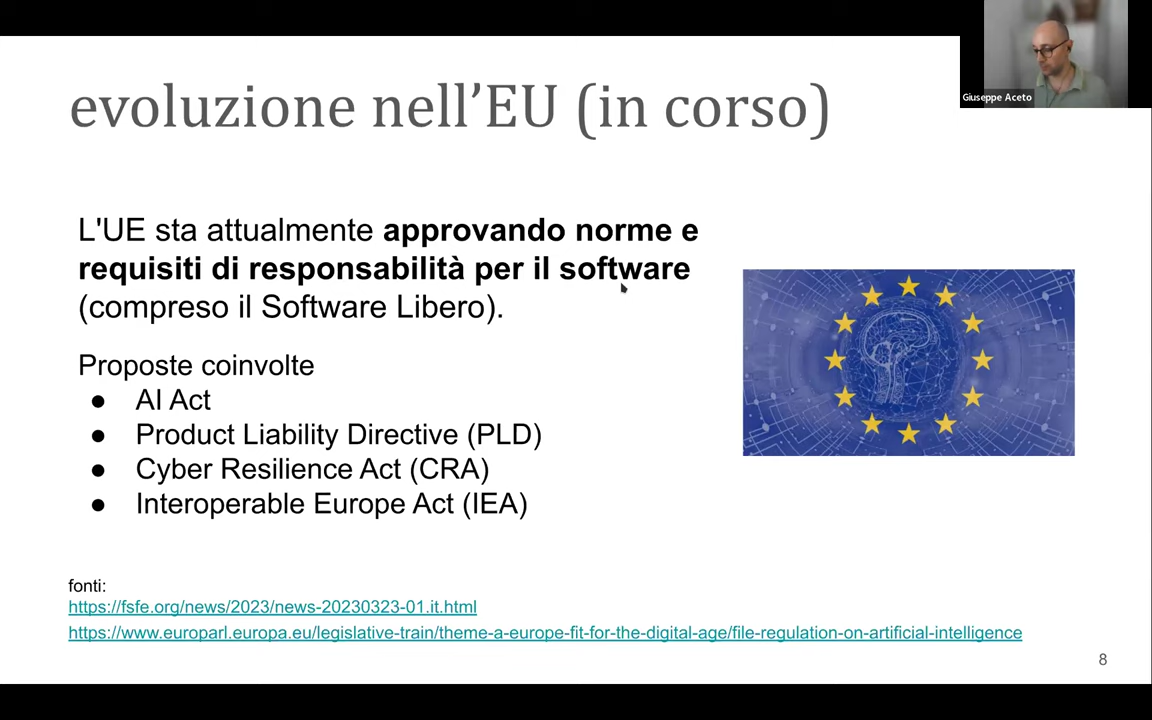 Giuseppe Aceto
evoluzione nell’EU (in corso)
L'UE sta attualmente approvando norme e
requisiti di responsabilità per il software
(compreso il Software Libero).
Proposte coinvolte
● AI Act
● Product Liability Directive (PLD)
● Cyber Resilience Act (CRA)
● Interoperable Europe Act (IEA)
fonti:
https://fsfe.org/news/2023/news-20230323-01.it.html
https://www.europarl.europa.eu/legislative-train/theme-a-europe-fit-for-the-digital-age/file-regulation-on-artificial-intelligence
8